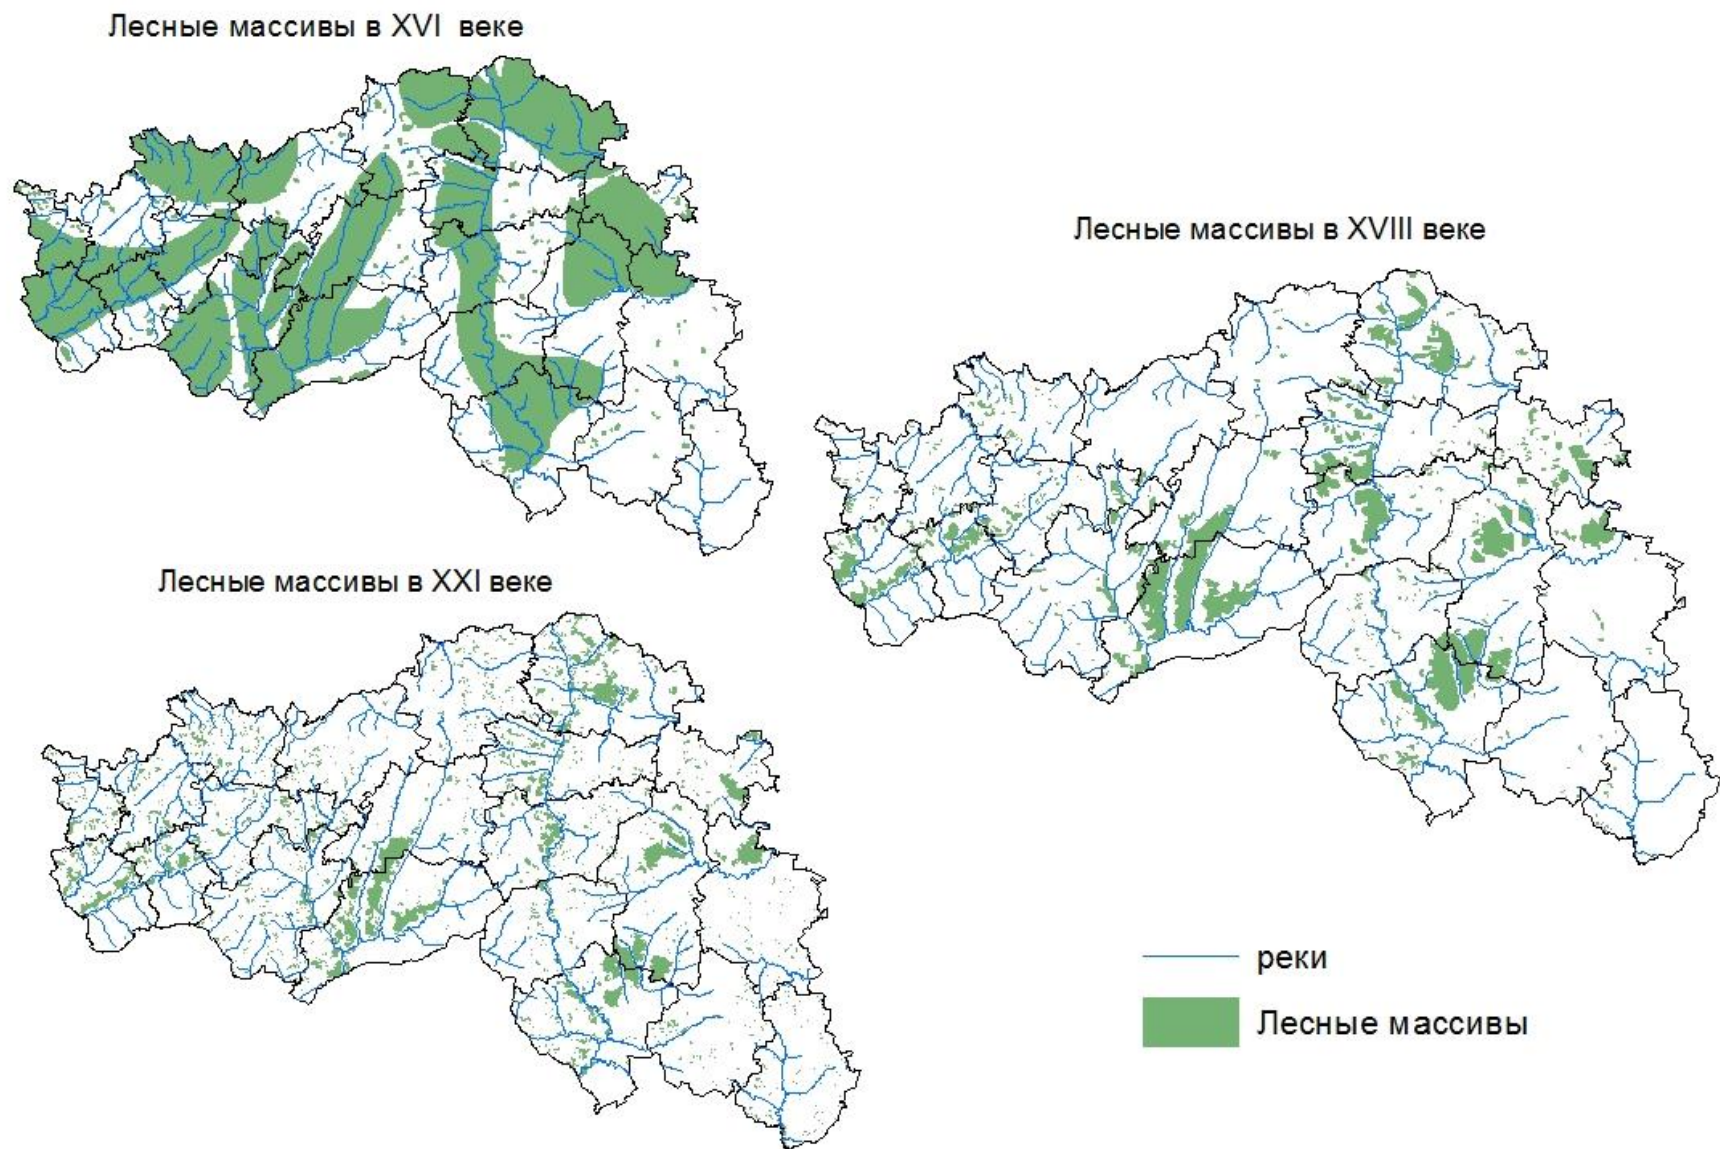 Лесные массивы в XVI веке
Лесные массивы в XVIII веке
Лесные массивы в XXI веке
реки
Лесные массивы